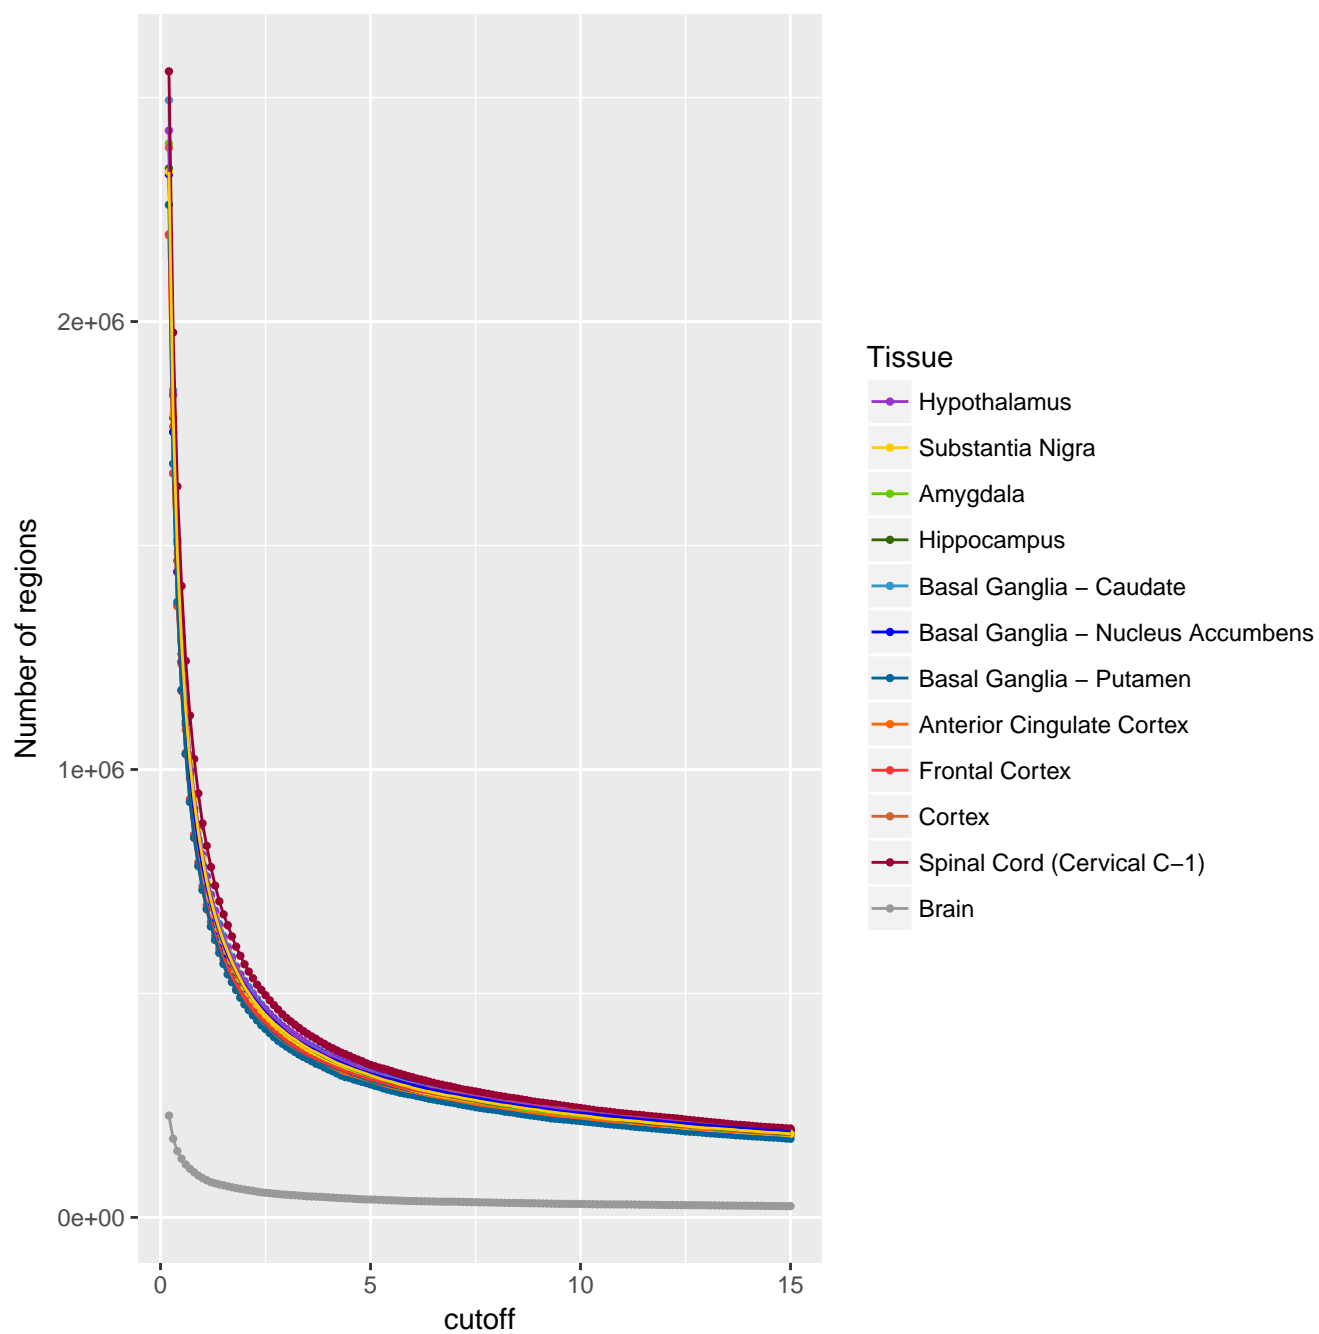 Number of regions
2e+06
1e+06
0e+00
0
5
10
15
cutoff
Tissue
Hypothalamus
Substantia Nigra
Amygdala
Hippocampus
Basal Ganglia − Caudate
Basal Ganglia − Nucleus Accumbens
Basal Ganglia − Putamen
Anterior Cingulate Cortex
Frontal Cortex
Cortex
Spinal Cord (Cervical C−1)
Brain